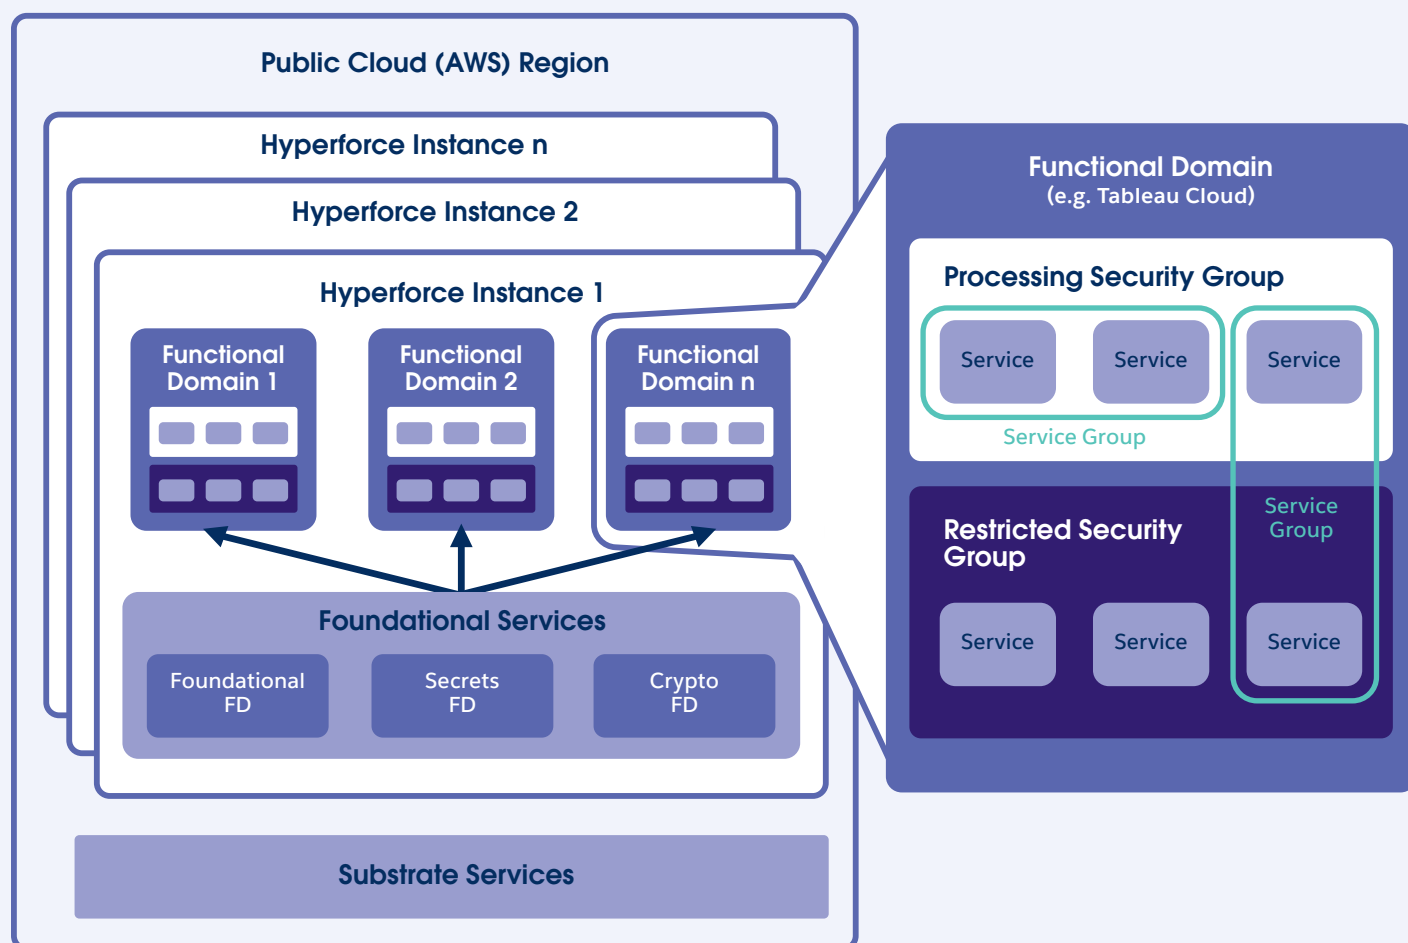 Public Cloud (AWS) Region
Hyperforce Instance n
Hyperforce Instance 2
Hyperforce Instance 1
Functional
Domain 1
Functional
Domain 2
Functional
Domain n
Foundational Services
Foundational
FD
Secrets
FD
Crypto
FD
Substrate Services
Functional Domain
(e.g. Tableau Cloud)
Processing Security Group
Service
Service
Service
Service Group
Service
Group
Restricted Security
Group
Service
Service
Service